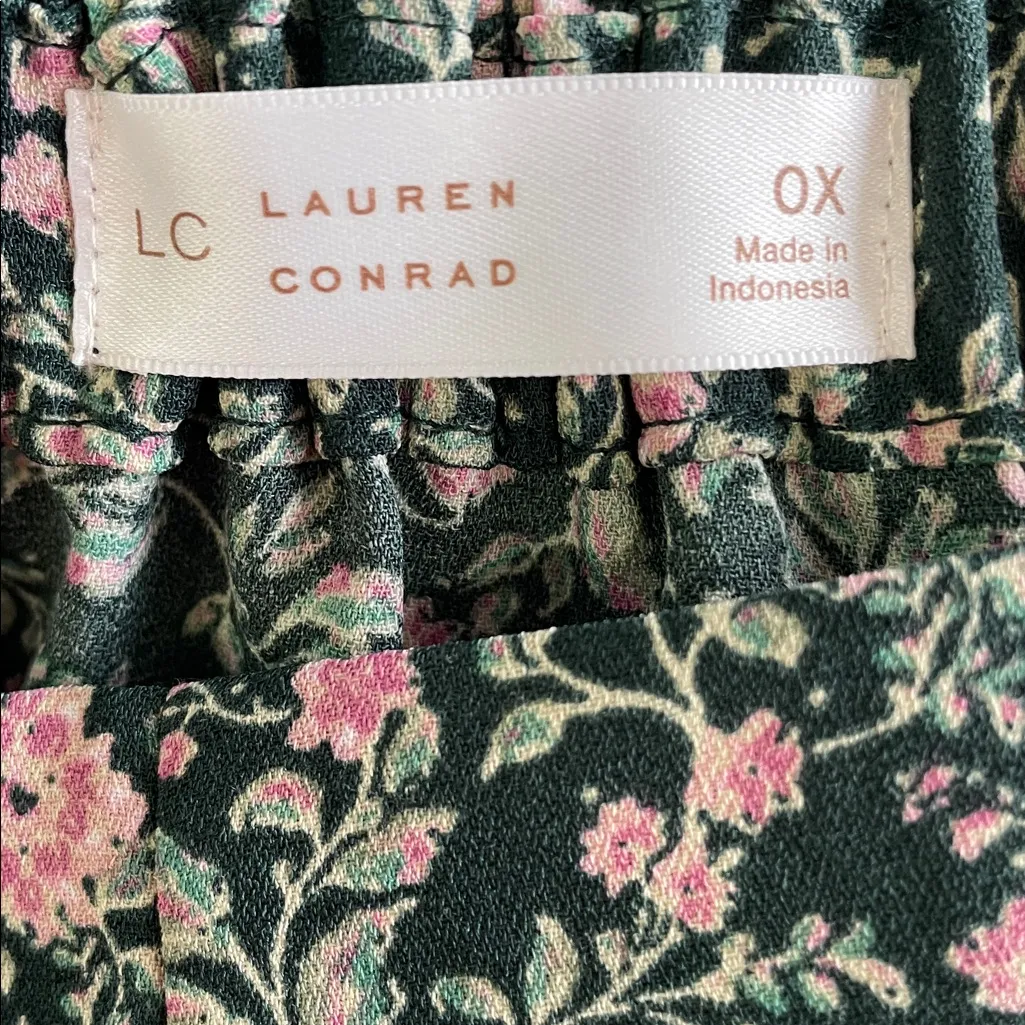 LC
LAUREN
CONRAD
0X
Made in
Indonesia